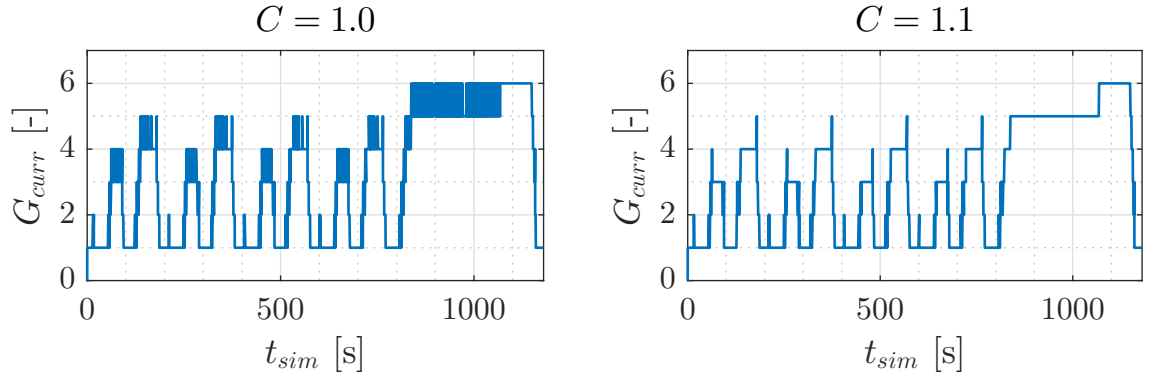 C = 1.0
G_curr [-]
6
4
2
0
0 500 1000
t_sim [s]
C = 1.1
G_curr [-]
6
4
2
0
0 500 1000
t_sim [s]